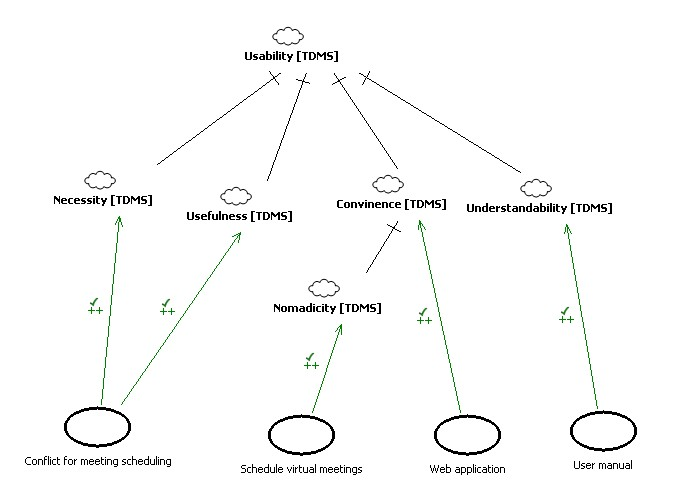 Usability [TDMS]
Necessity [TDMS]
Usefulness [TDMS]
Convinence [TDMS]
Understandability [TDMS]
Nomadicity [TDMS]
++
++
++
++
++
Conflict for meeting scheduling
Schedule virtual meetings
Web application
User manual